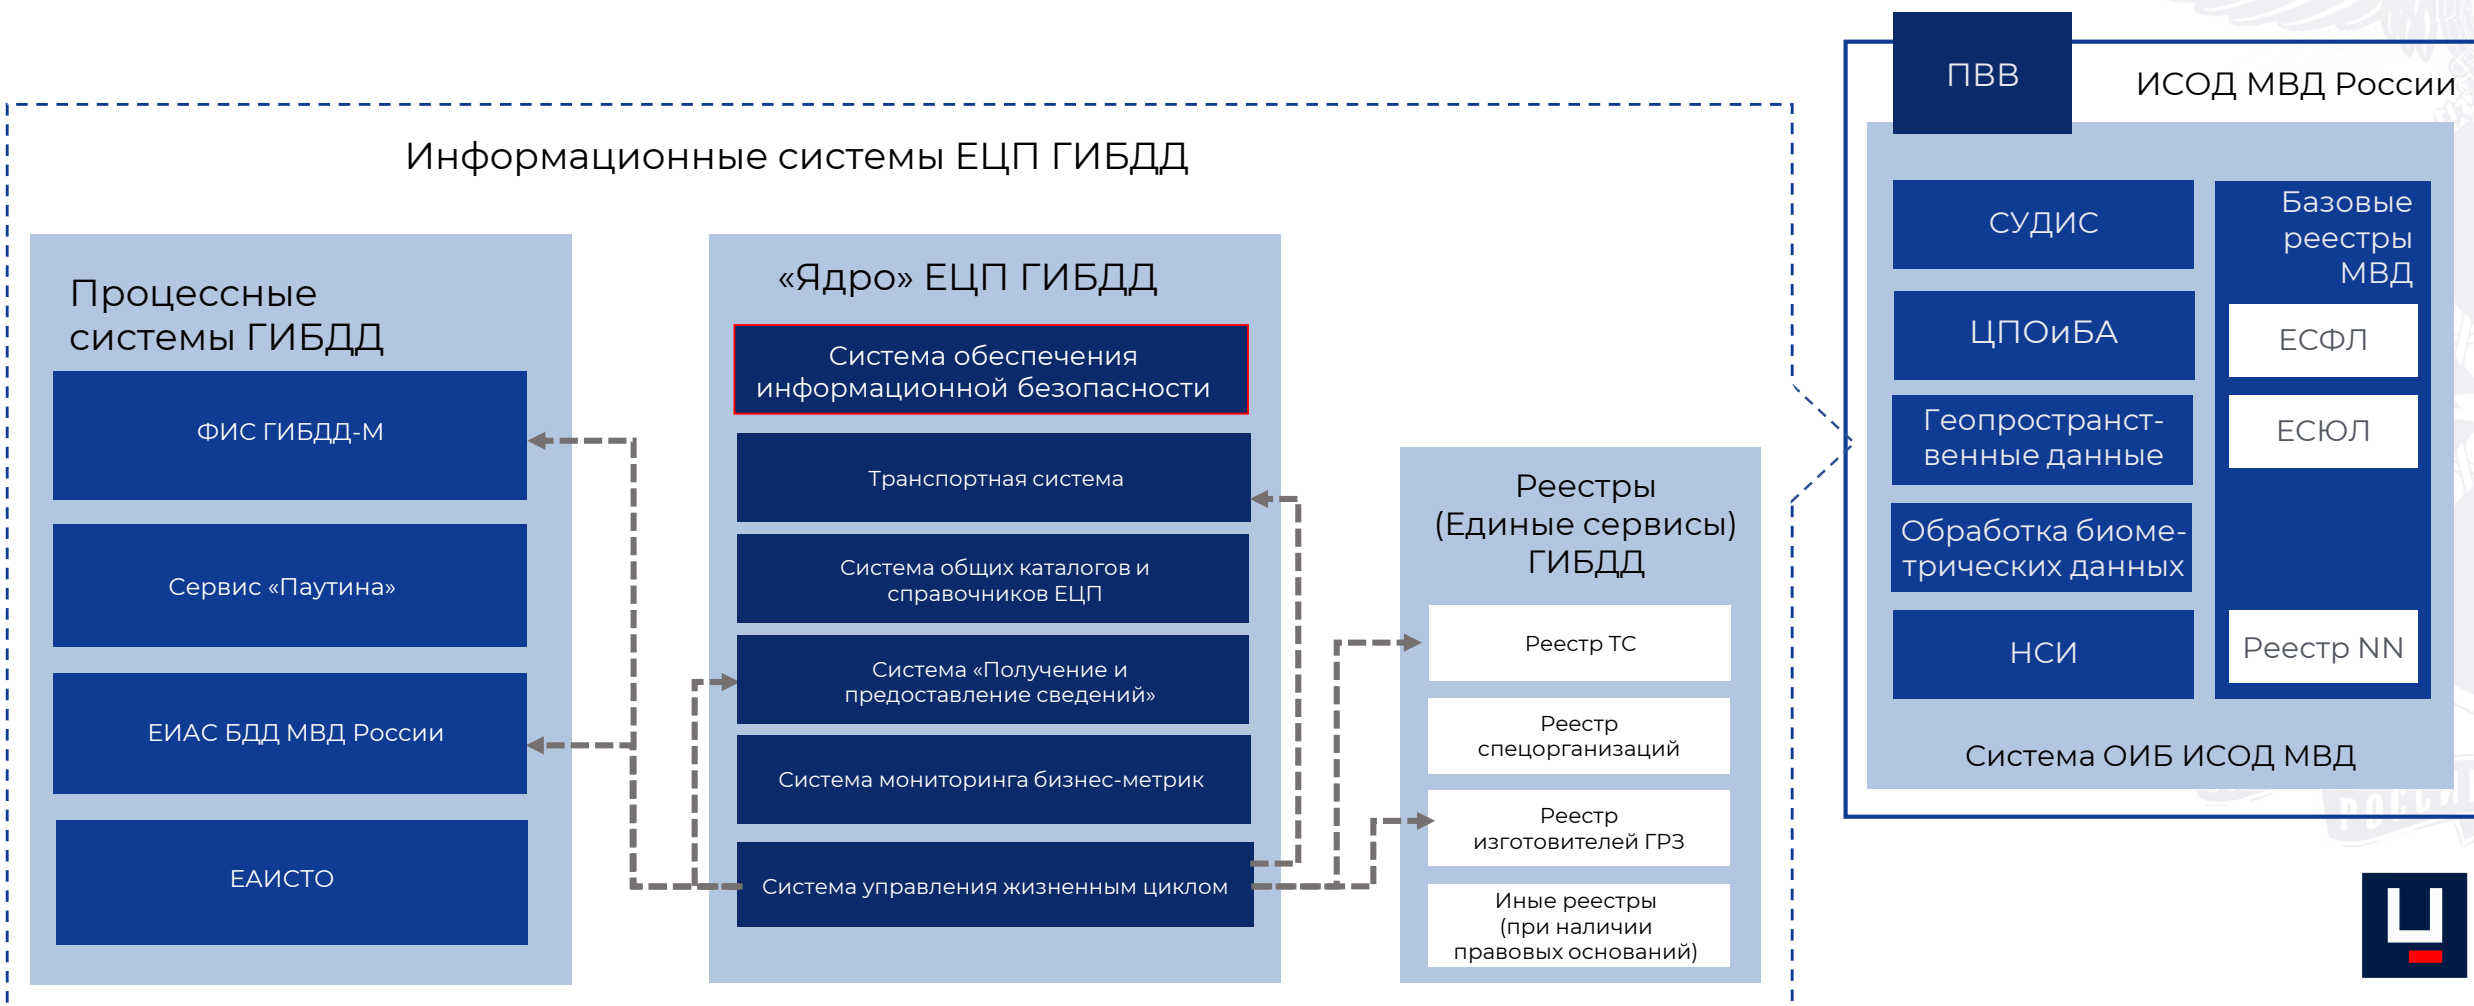 Информационные системы ЕЦП ГИБДД
Процессные
системы ГИБДД
ФИС ГИБДД-М
Сервис «Паутина»
ЕИАС БДД МВД России
ЕАИСТО
«Ядро» ЕЦП ГИБДД
Система обеспечения
информационной безопасности
Транспортная система
Система общих каталогов и
справочников ЕЦП
Система «Получение и
предоставление сведений»
Система мониторинга бизнес-метрик
Система управления жизненным циклом
Реестры
(Единые сервисы)
ГИБДД
Реестр ТС
Реестр
спецорганизаций
Реестр
изготовителей ГРЗ
Иные реестры
(при наличии
правовых оснований)
ПВВ
ИСОД МВД России
СУДИС
ЦПОиБА
Геопространст-
венные данные
Обработка биоме-
трических данных
НСИ
Базовые
реестры
МВД
ЕСФЛ
ЕСЮЛ
Реестр NN
Система ОИБ ИСОД МВД
Ц